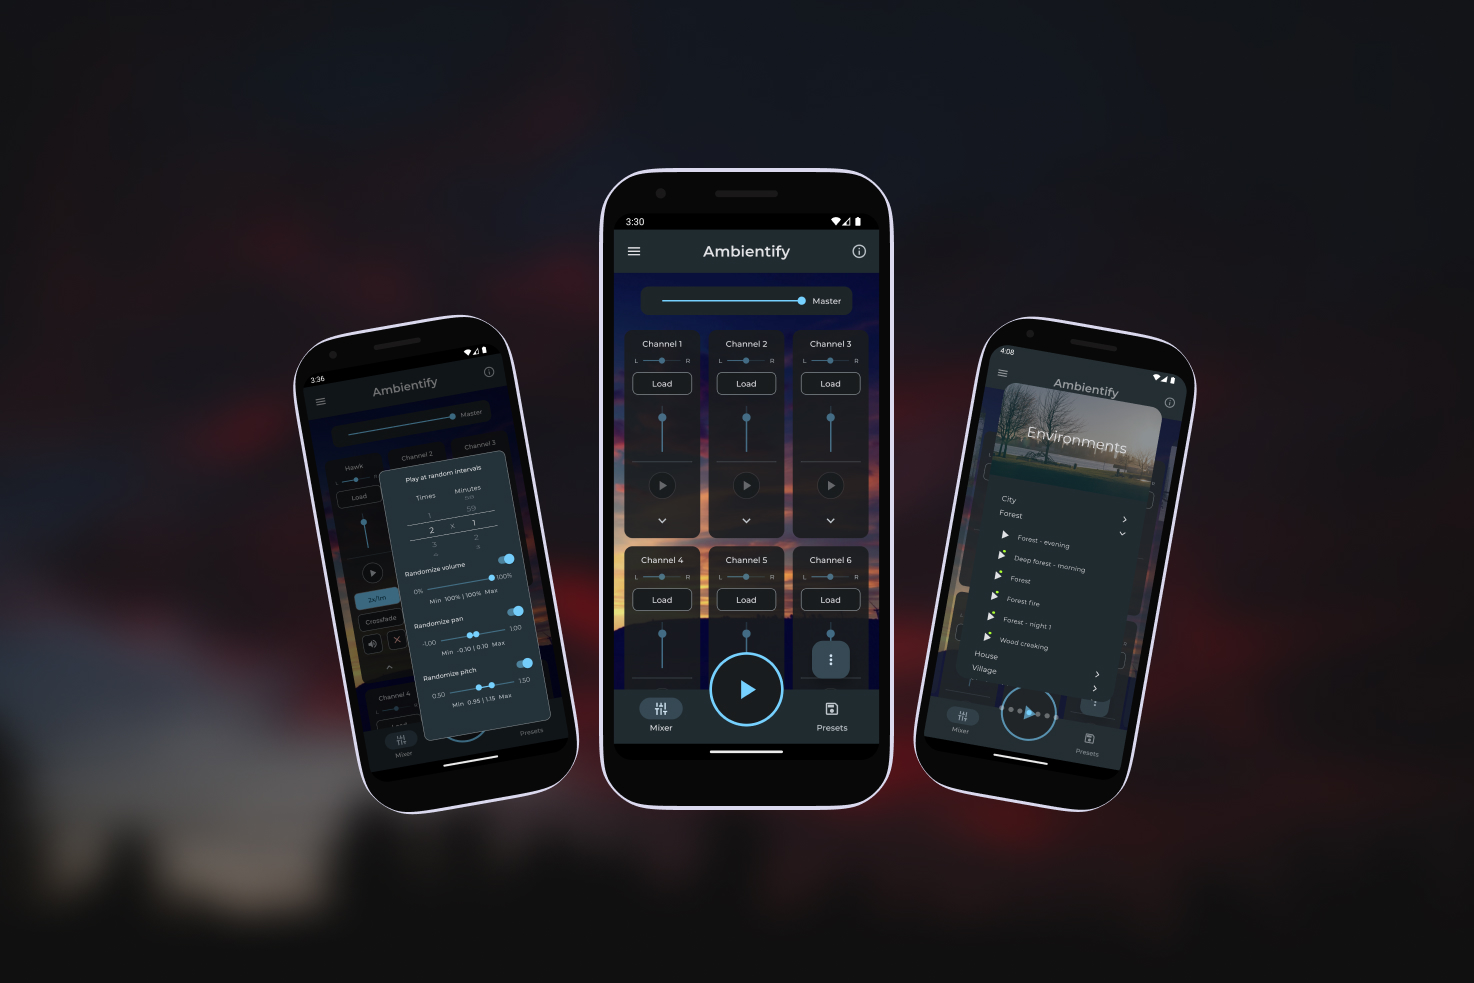 3:36
Ambientify
Master
Hawk
Channel 2
Channel 3
L
Load
2x/1m
Crossfade
Channel 4
Play at random intervals
Times
Minutes
1
59
2 x 1
3
2
Randomize volume
0%
100%
Min 100% | 100% Max
Randomize pan
-1.00
1.00
Min -0.10 | 0.10 Max
Randomize pitch
0.50
1.50
Min 0.95 | 1.15 Max
Mixer
Presets
3:30
Ambientify
Master
Channel 1
Channel 2
Channel 3
L R
L R
L R
Load
Load
Load
Channel 4
Channel 5
Channel 6
L R
L R
L R
Load
Load
Load
Mixer
Presets
4:08
Ambientify
Environments
City
Forest
Forest - evening
Deep forest - morning
Forest
Forest fire
Forest - night 1
Wood creaking
House
Village
Mixer
Presets